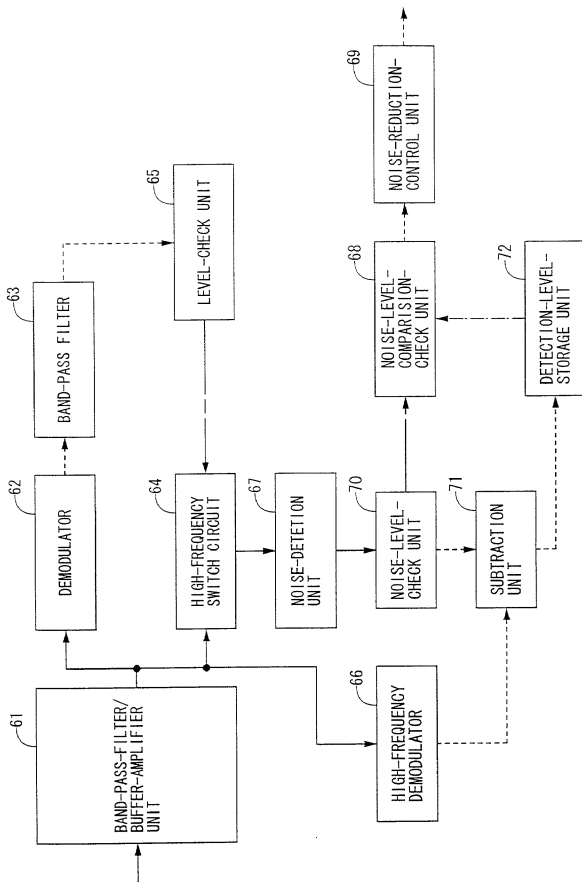 61
BAND-PASS-FILTER/
BUFFER-AMPLIFIER
UNIT
62
DEMODULATOR
63
BAND-PASS FILTER
64
HIGH-FREQUENCY
SWITCH CIRCUIT
65
LEVEL-CHECK UNIT
66
HIGH-FREQUENCY
DEMODULATOR
67
NOISE-DETETION
UNIT
70
NOISE-LEVEL-
CHECK UNIT
71
SUBTRACTION
UNIT
68
NOISE-LEVEL-
COMPARISION-
CHECK UNIT
69
NOISE-REDUCTION-
CONTROL UNIT
72
DETECTION-LEVEL-
STORAGE UNIT